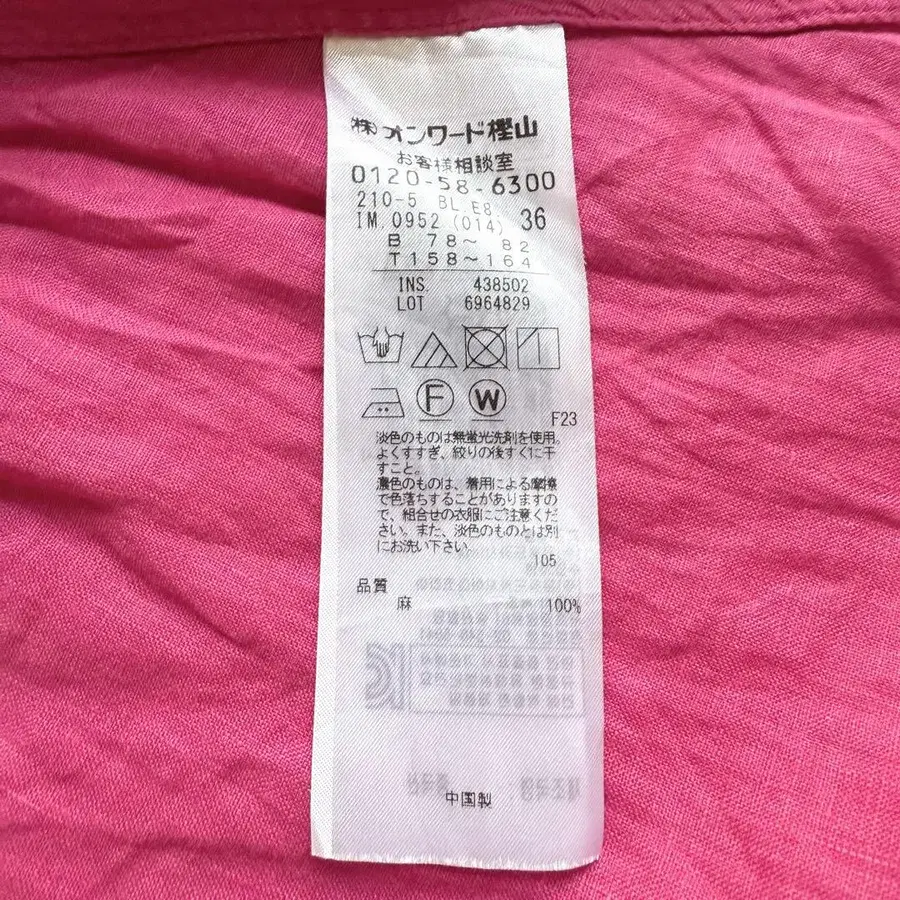 (株)オンワード樫山
お客様相談室
0120-58-6300
210-5 BL.E8.
IM.0952 (014) 36
B 78～ 82
T158～164
INS. 438502
LOT 6964829
F W
F23
淡色のものは無蛍光洗剤を使用。
よくすすぎ、絞りの後すぐに干
すこと。
濃色のものは、着用による摩擦
で色落ちすることがありますの
で、組合せの衣服にご注意くだ
さい。また、淡色のものとは別
にお洗い下さい。
105
品質
麻 100%
中国製